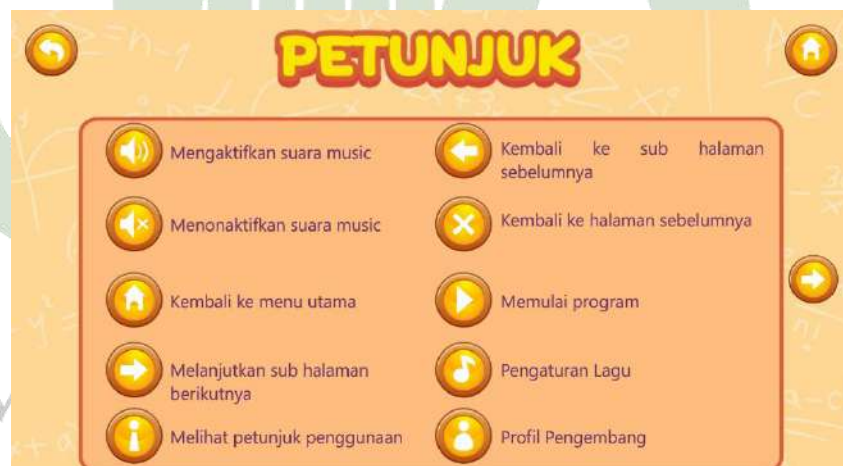 PETUNJUK
Mengaktifkan suara music
Menonaktifkan suara music
Kembali ke menu utama
Melanjutkan sub halaman
berikutnya
Melihat petunjuk penggunaan
Kembali ke sub halaman
sebelumnya
Kembali ke halaman sebelumnya
Memulai program
Pengaturan Lagu
Profil Pengembang